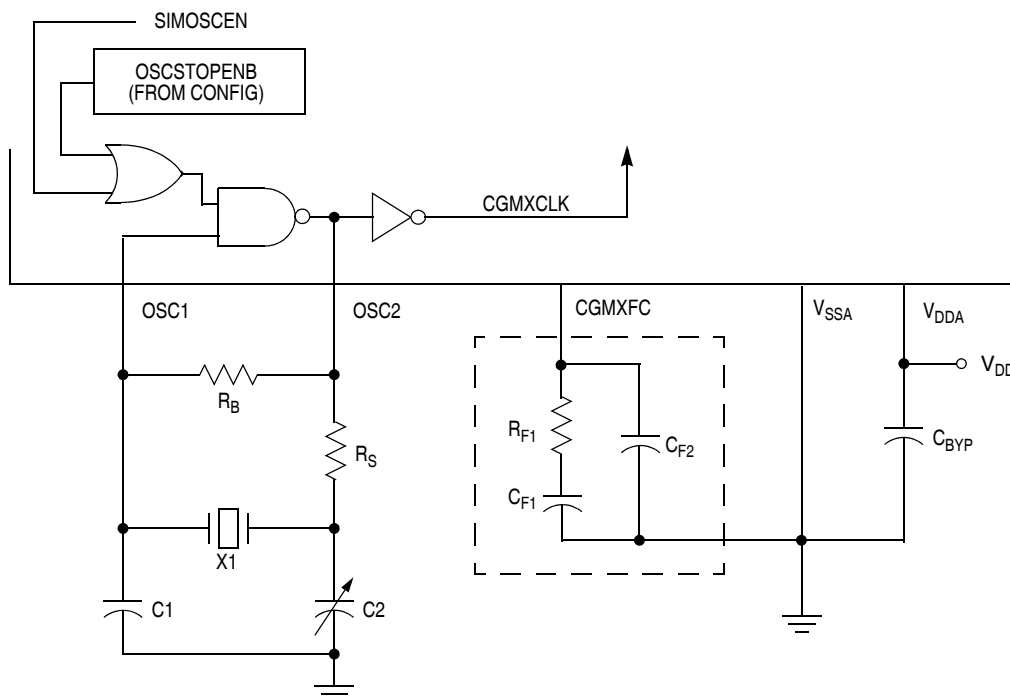 SIMOSCEN
OSCSTOPENB
(FROM CONFIG)
CGMXCLK
OSC1
OSC2
CGMXFC
VSSA
VDDA
VDD
RB
RS
RF1
CF2
CBYP
CF1
X1
C1
C2